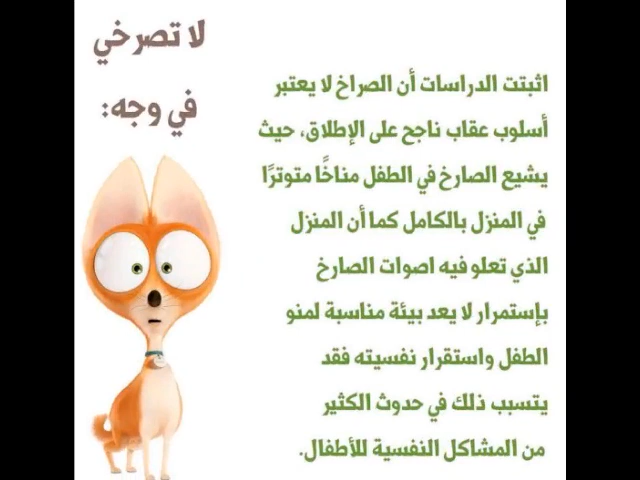 لا تصرخي
في وجه:
اثبتت الدراسات أن الصراخ لا يعتبر
أسلوب عقاب ناجح على الإطلاق، حيث
يشيع الصارخ في الطفل مناخًا متوترًا
في المنزل بالكامل كما أن المنزل
الذي تعلو فيه اصوات الصارخ
بإستمرار لا يعد بيئة مناسبة لمنو
الطفل واستقرار نفسيته فقد
يتسبب ذلك في حدوث الكثير
من المشاكل النفسية للأطفال.